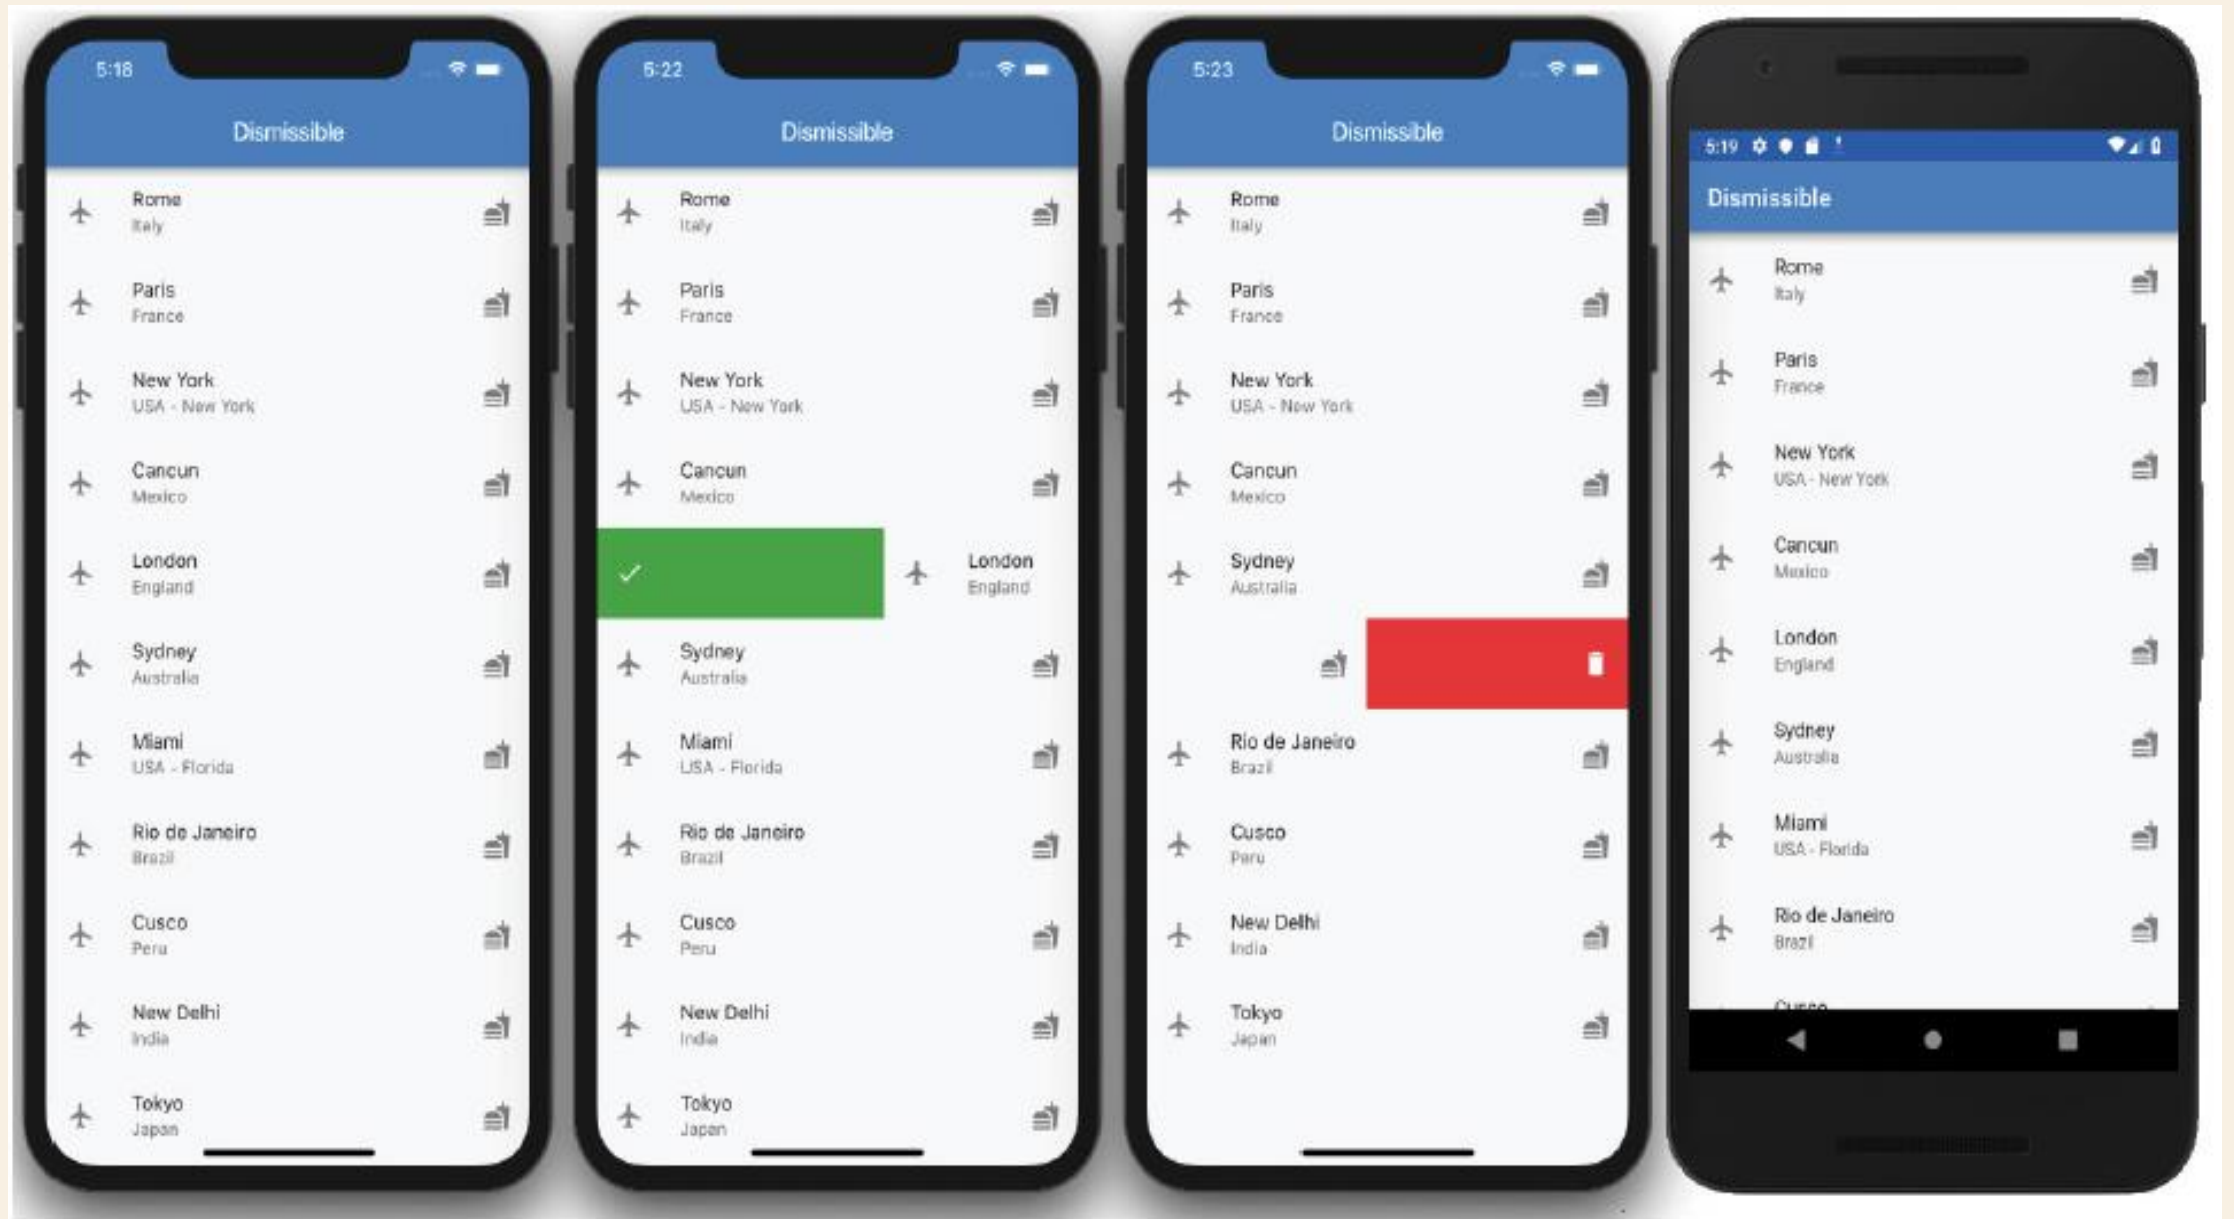 5:18
Dismissible
Rome
Italy
Paris
France
New York
USA - New York
Cancun
Mexico
London
England
Sydney
Australia
Miami
USA - Florida
Rio de Janeiro
Brazil
Cusco
Peru
New Delhi
India
Tokyo
Japan
5:22
Dismissible
Rome
Italy
Paris
France
New York
USA - New York
Cancun
Mexico
London
England
Sydney
Australia
Miami
USA - Florida
Rio de Janeiro
Brazil
Cusco
Peru
New Delhi
India
Tokyo
Japan
5:23
Dismissible
Rome
Italy
Paris
France
New York
USA - New York
Cancun
Mexico
Sydney
Australia
Rio de Janeiro
Brazil
Cusco
Peru
New Delhi
India
Tokyo
Japan
5:19
Dismissible
Rome
Italy
Paris
France
New York
USA - New York
Cancun
Mexico
London
England
Sydney
Australia
Miami
USA - Florida
Rio de Janeiro
Brazil
Cusco